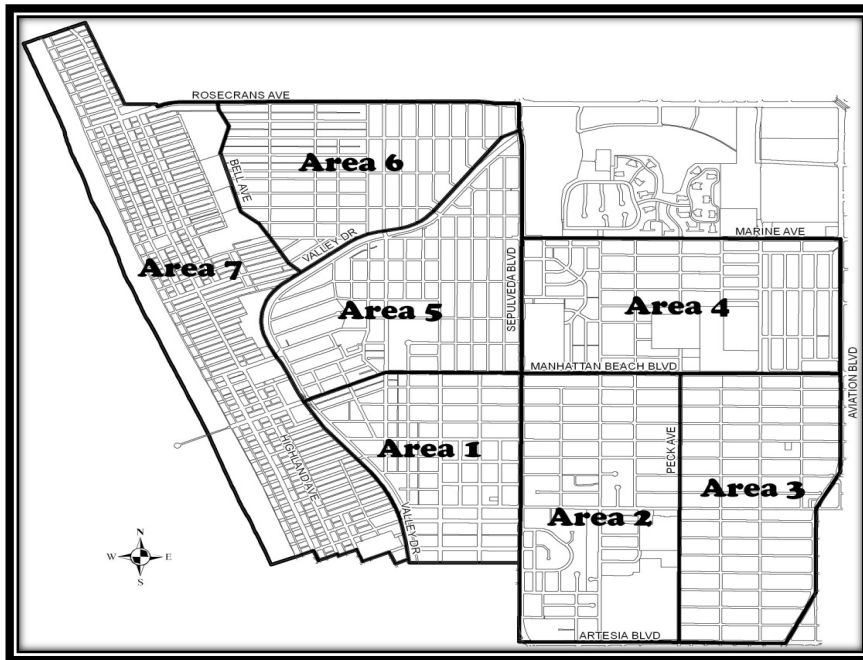 ROSECRANS AVE
Area 6
BELL AVE
VALLEY DR
MARINE AVE
Area 7
Area 5
SEPULVEDA BLVD
Area 4
MANHATTAN BEACH BLVD
AVIATION BLVD
HIGHLAND AVE
Area 1
PECK AVE
Area 3
VALLEY DR
Area 2
N
W
E
S
ARTESIA BLVD